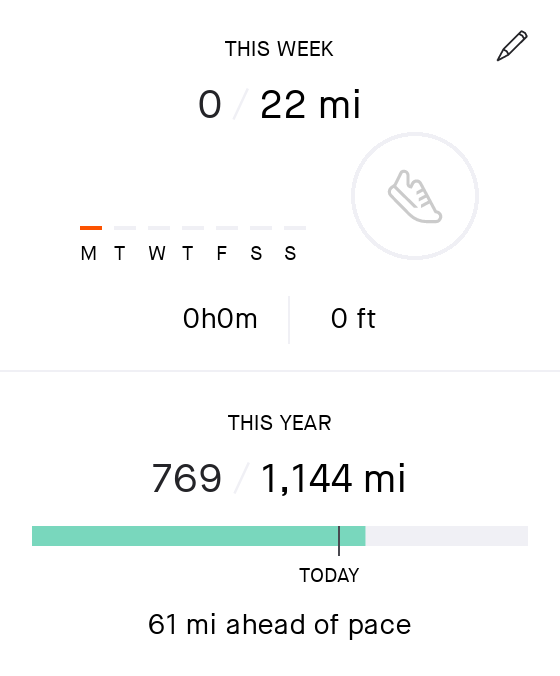 THIS WEEK
0 / 22 mi
M T W T F S S
0h0m 0 ft
THIS YEAR
769 / 1,144 mi
TODAY
61 mi ahead of pace